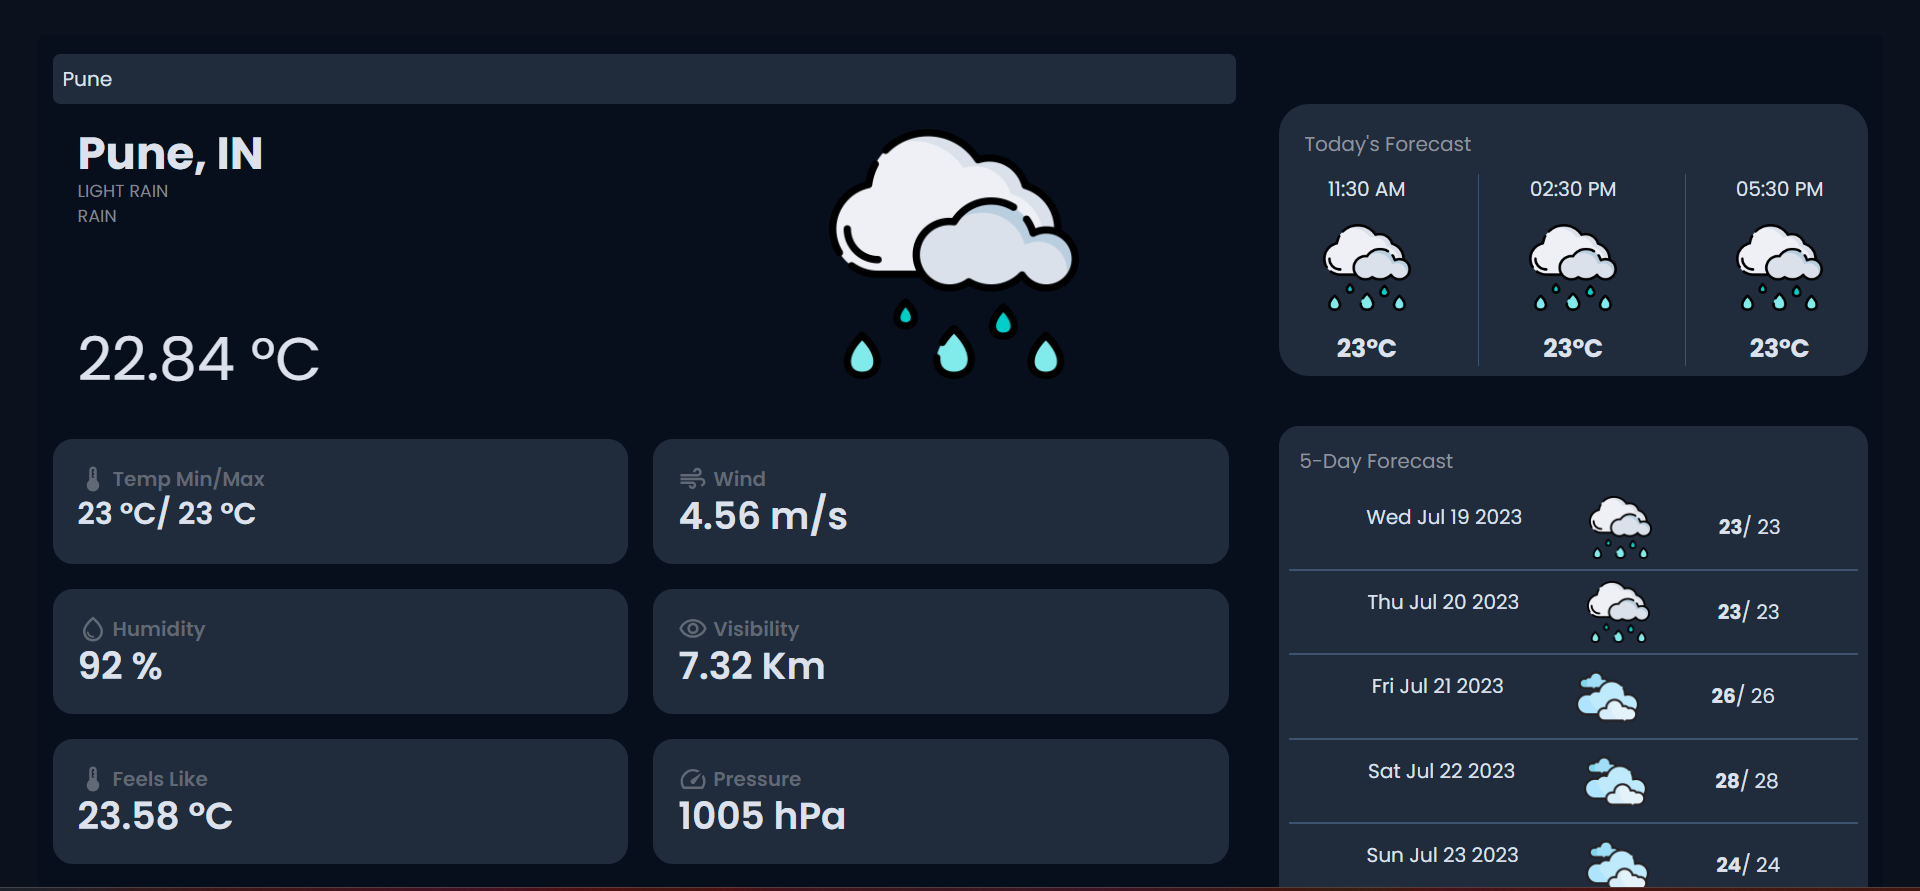 Pune
Pune, IN
LIGHT RAIN
RAIN
22.84 °C
Temp Min/Max
23 °C/ 23 °C
Wind
4.56 m/s
Humidity
92 %
Visibility
7.32 Km
Feels Like
23.58 °C
Pressure
1005 hPa
Today's Forecast
11:30 AM 02:30 PM 05:30 PM
23°C 23°C 23°C
5-Day Forecast
Wed Jul 19 2023 23/ 23
Thu Jul 20 2023 23/ 23
Fri Jul 21 2023 26/ 26
Sat Jul 22 2023 28/ 28
Sun Jul 23 2023 24/ 24